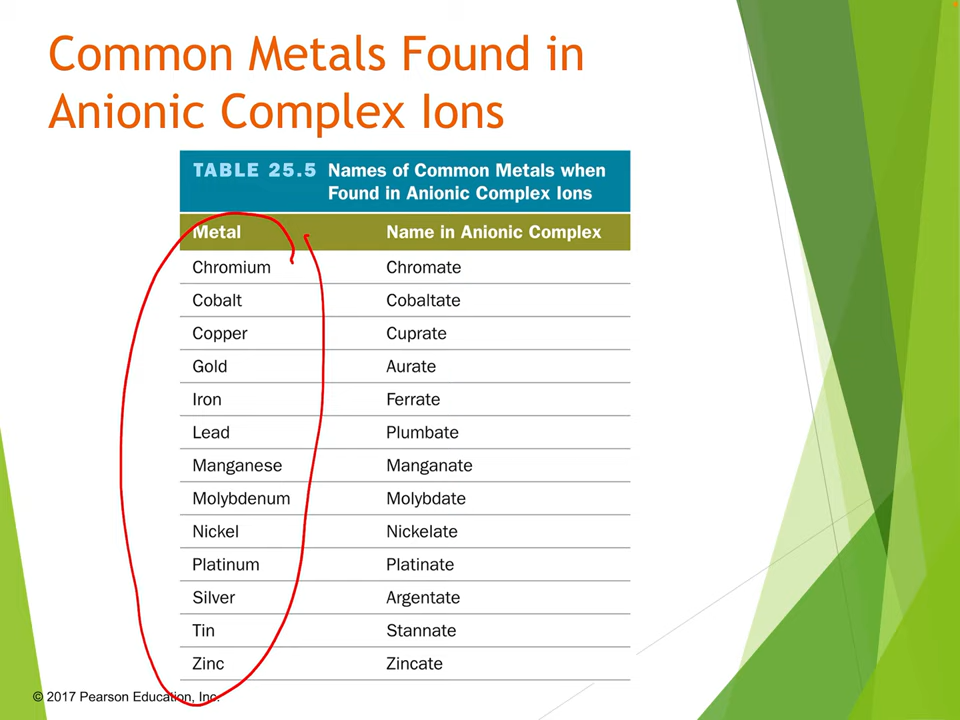 Common Metals Found in
Anionic Complex Ions
TABLE 25.5 Names of Common Metals when
Found in Anionic Complex Ions
Metal Name in Anionic Complex
Chromium Chromate
Cobalt Cobaltate
Copper Cuprate
Gold Aurate
Iron Ferrate
Lead Plumbate
Manganese Manganate
Molybdenum Molybdate
Nickel Nickelate
Platinum Platinate
Silver Argentate
Tin Stannate
Zinc Zincate
© 2017 Pearson Education, Inc.